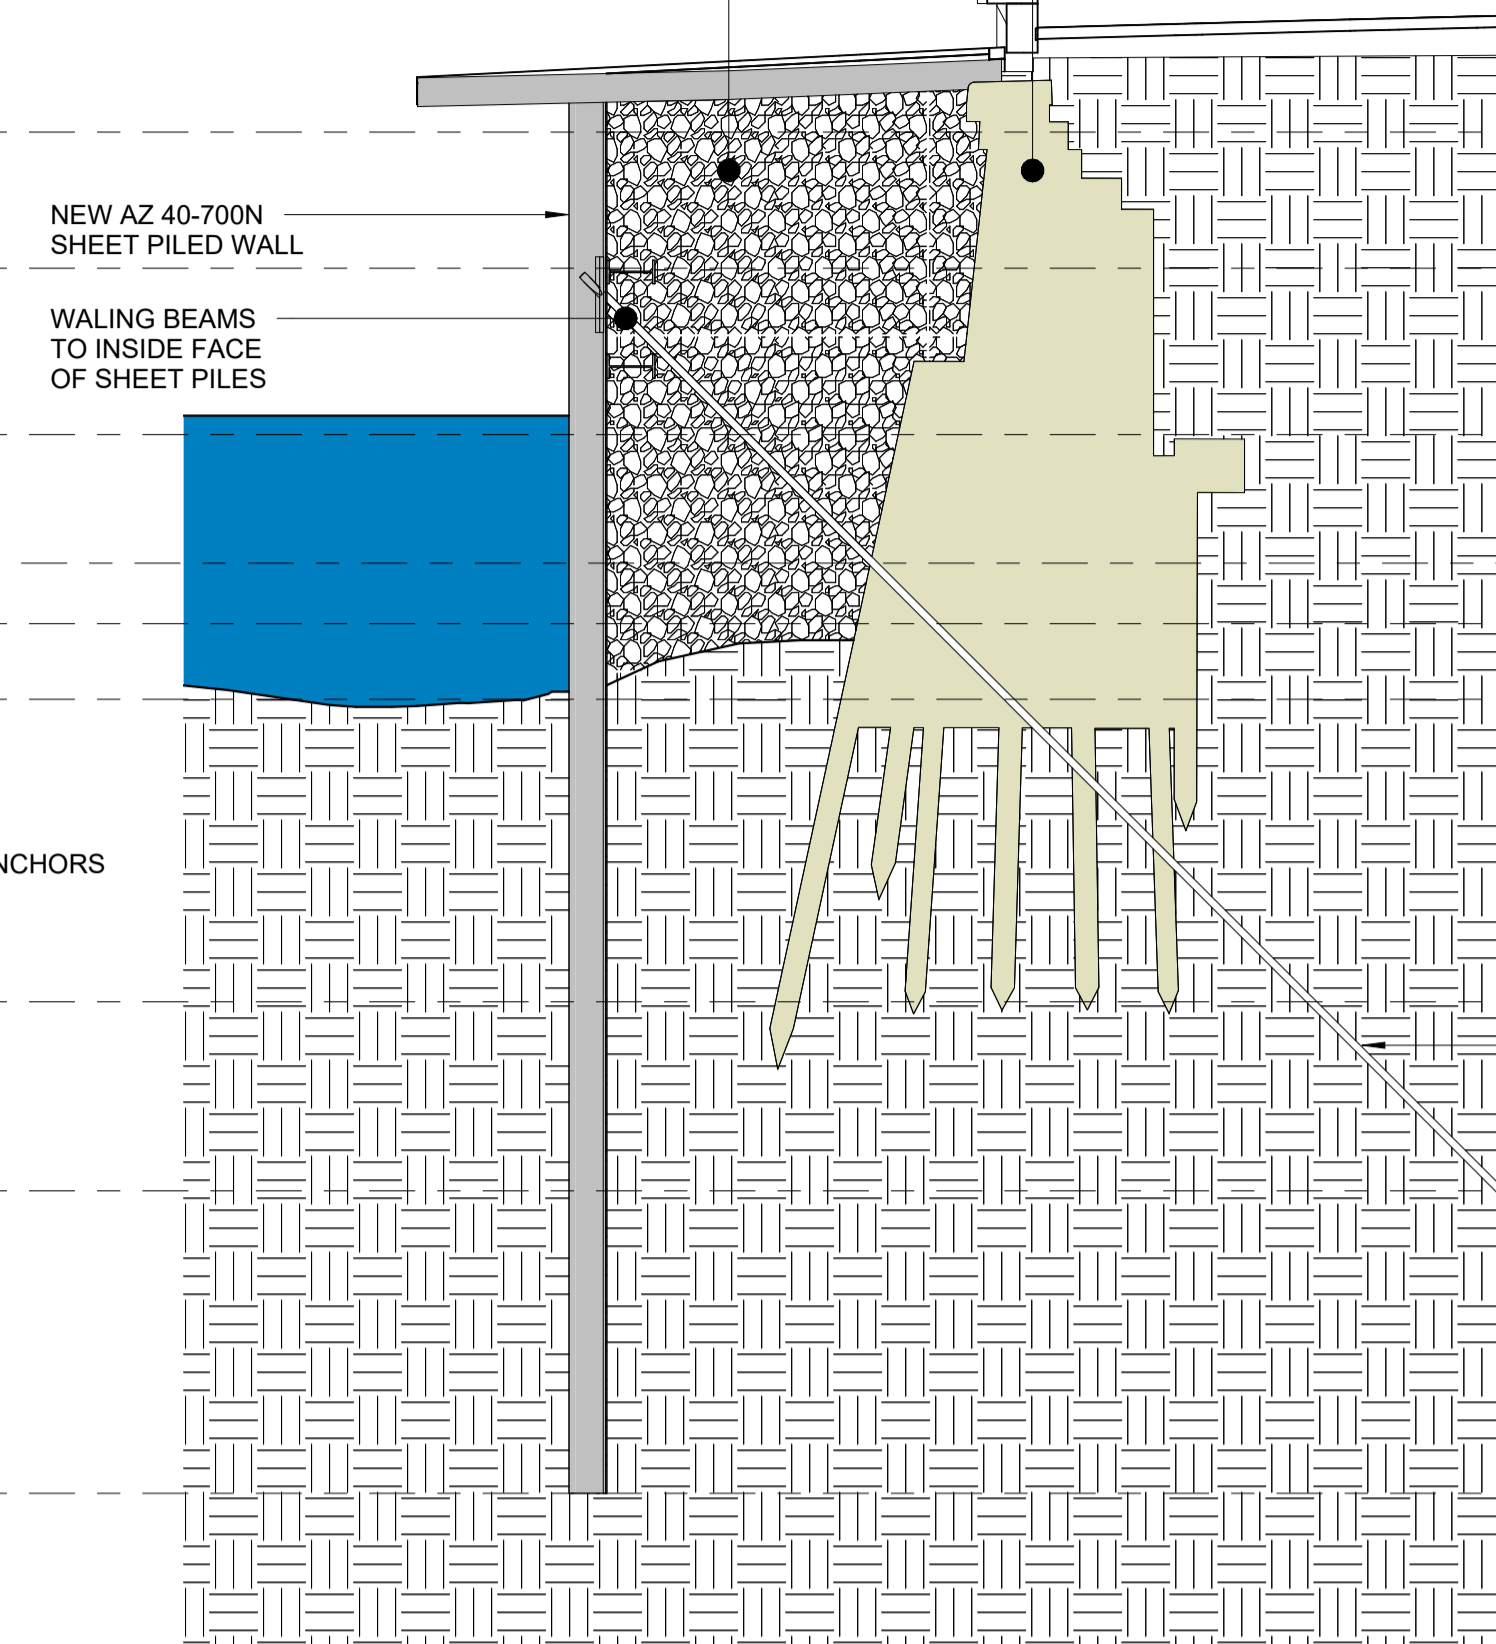 NEW AZ 40-700N
SHEET PILED WALL
WALING BEAMS
TO INSIDE FACE
OF SHEET PILES
NCHORS